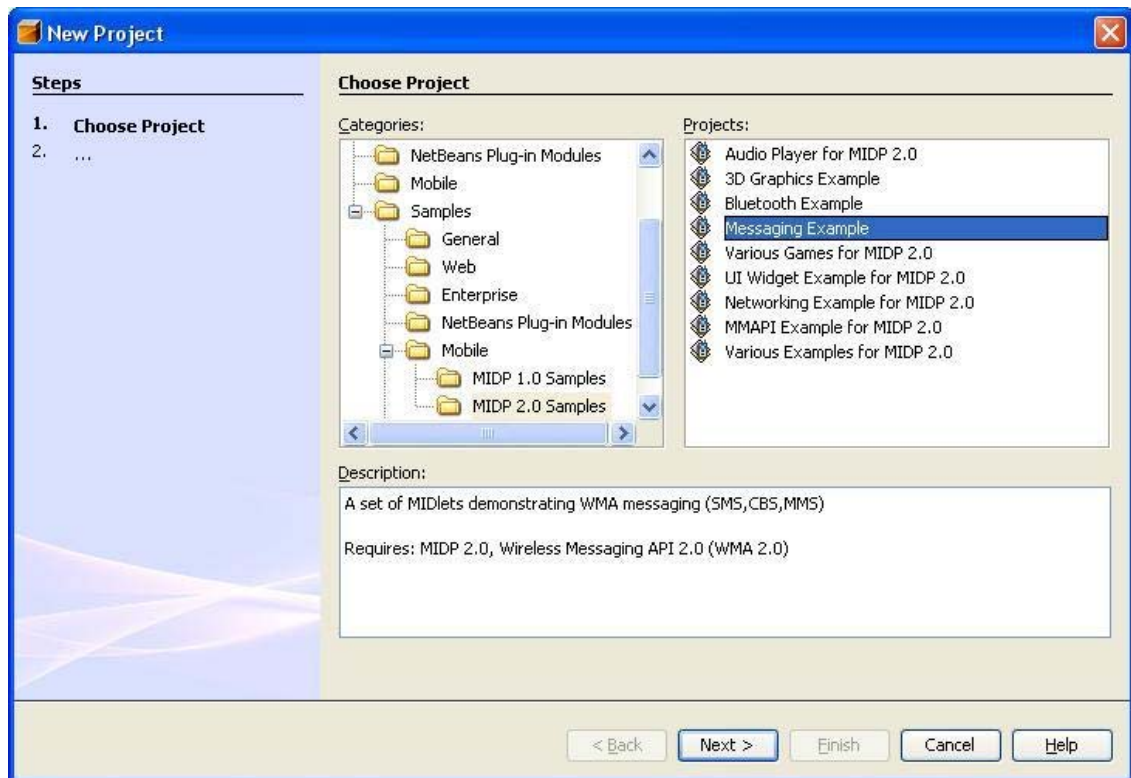 New Project
Steps
1. Choose Project
2. ...
Choose Project
Categories:
NetBeans Plug-in Modules
Mobile
Samples
General
Web
Enterprise
NetBeans Plug-in Modules
Mobile
MIDP 1.0 Samples
MIDP 2.0 Samples
Projects:
Audio Player for MIDP 2.0
3D Graphics Example
Bluetooth Example
Messaging Example
Various Games for MIDP 2.0
UI Widget Example for MIDP 2.0
Networking Example for MIDP 2.0
MMAPI Example for MIDP 2.0
Various Examples for MIDP 2.0
Description:
A set of MIDlets demonstrating WMA messaging (SMS,CBS,MMS)
Requires: MIDP 2.0, Wireless Messaging API 2.0 (WMA 2.0)
< Back
Next >
Finish
Cancel
Help